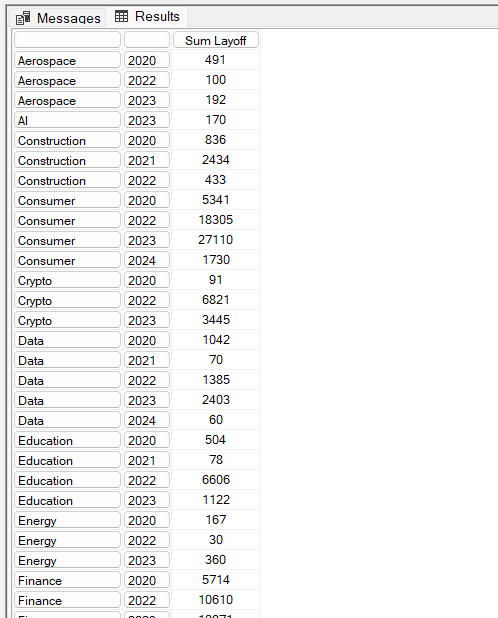 Messages Results
Sum Layoff
Aerospace 2020 491
Aerospace 2022 100
Aerospace 2023 192
AI 2023 170
Construction 2020 836
Construction 2021 2434
Construction 2022 433
Consumer 2020 5341
Consumer 2022 18305
Consumer 2023 27110
Consumer 2024 1730
Crypto 2020 91
Crypto 2022 6821
Crypto 2023 3445
Data 2020 1042
Data 2021 70
Data 2022 1385
Data 2023 2403
Data 2024 60
Education 2020 504
Education 2021 78
Education 2022 6606
Education 2023 1122
Energy 2020 167
Energy 2022 30
Energy 2023 360
Finance 2020 5714
Finance 2022 10610